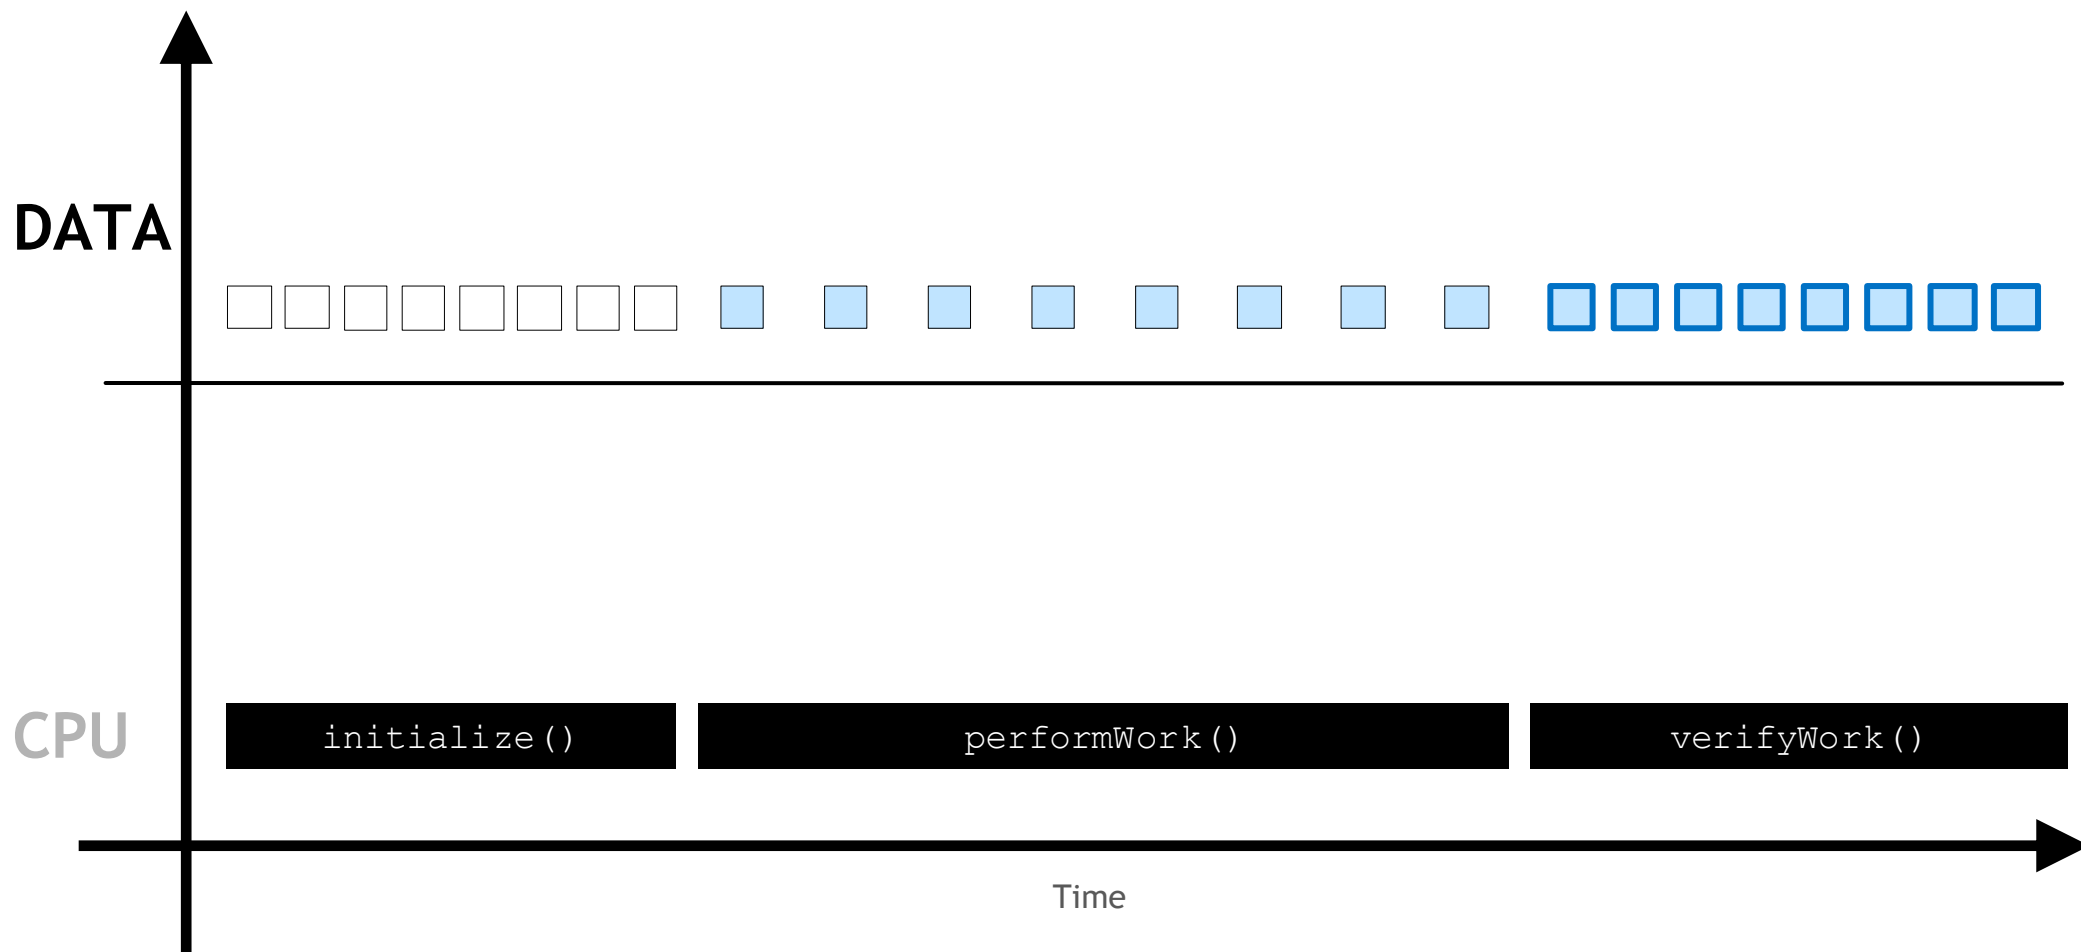 DATA
CPU
initialize()
performWork()
verifyWork()
Time